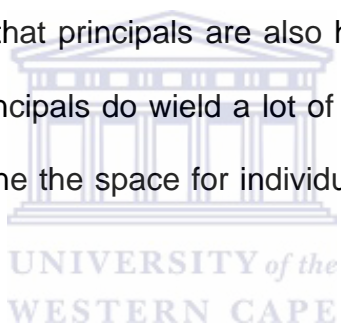 that principals are also h
ncipals do wield a lot of
ne the space for individu
UNIVERSITY of the
WESTERN CAPE